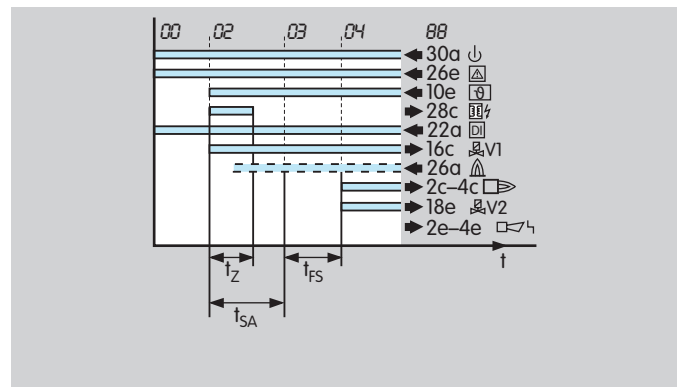 00 02 03 04 88
30a
26e
10e ϑ
28c
22a DI
16c V1
26a
2c–4c
18e V2
2e–4e
t
tZ tFS
tSA